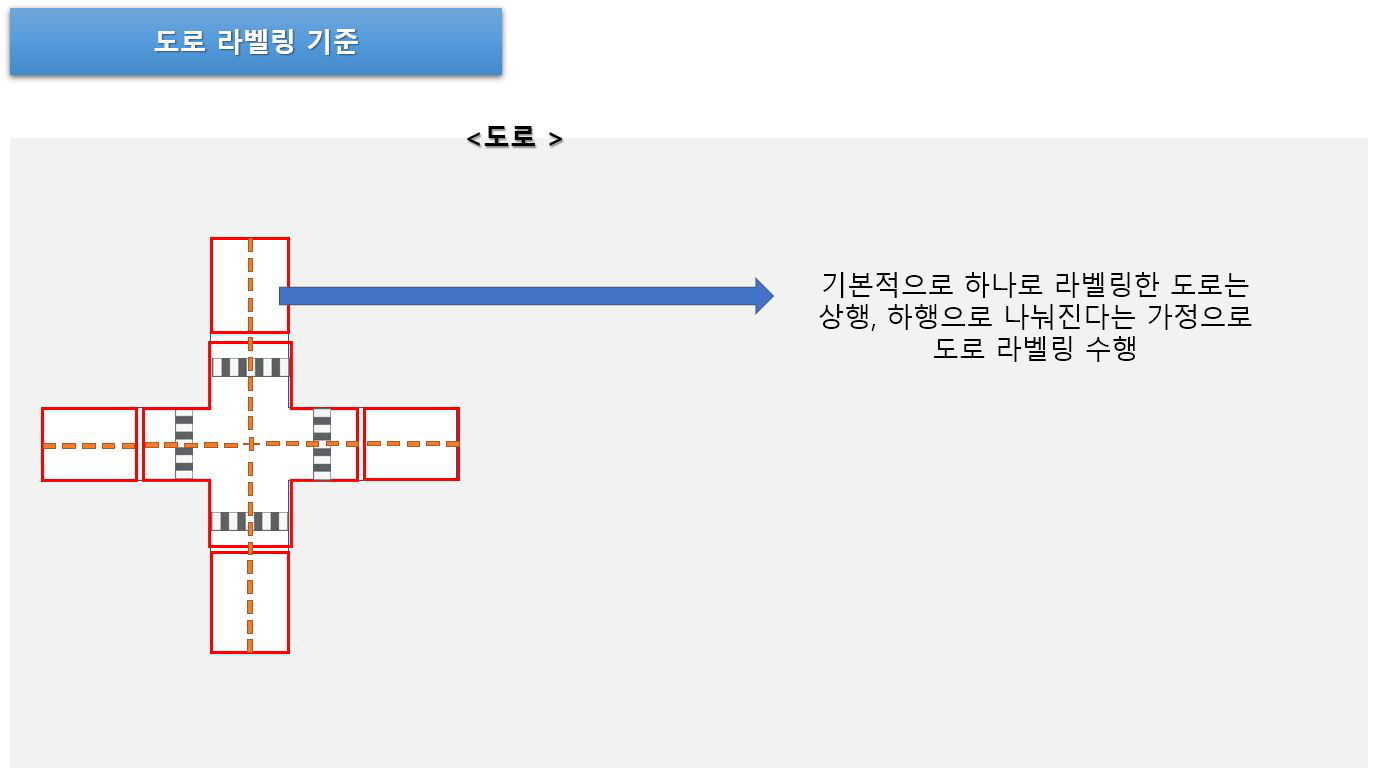 도로 라벨링 기준
<도로 >
기본적으로 하나로 라벨링한 도로는
상행, 하행으로 나눠진다는 가정으로
도로 라벨링 수행